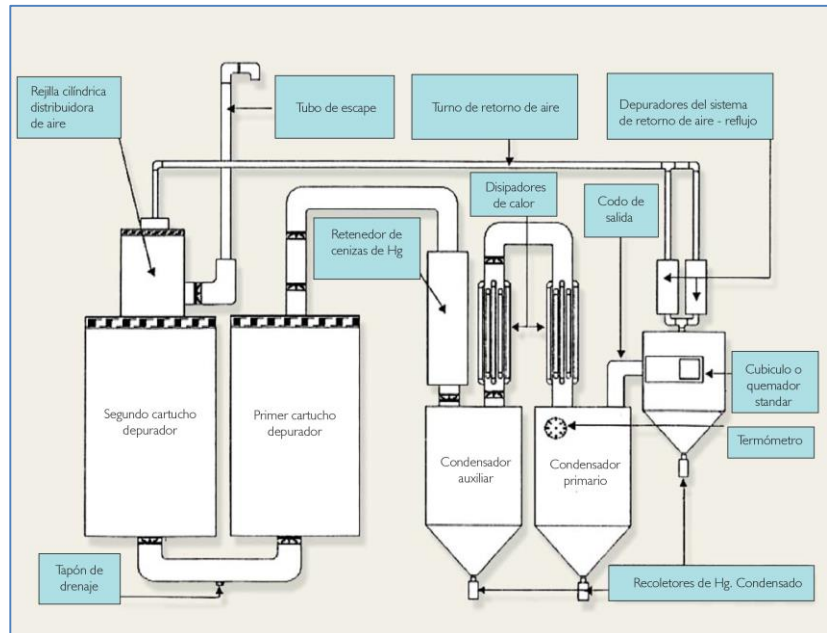 Rejilla cilíndrica
distribuidora
de aire
Tubo de escape
Turno de retorno de aire
Depuradores del sistema
de retorno de aire - reflujo
Disipadores
de calor
Codo de
salida
Retenedor de
cenizas de Hg
Cubiculo o
quemador
standar
Segundo cartucho
depurador
Primer cartucho
depurador
Termómetro
Condensador
auxiliar
Condensador
primario
Tapón de
drenaje
Recoletores de Hg. Condensado